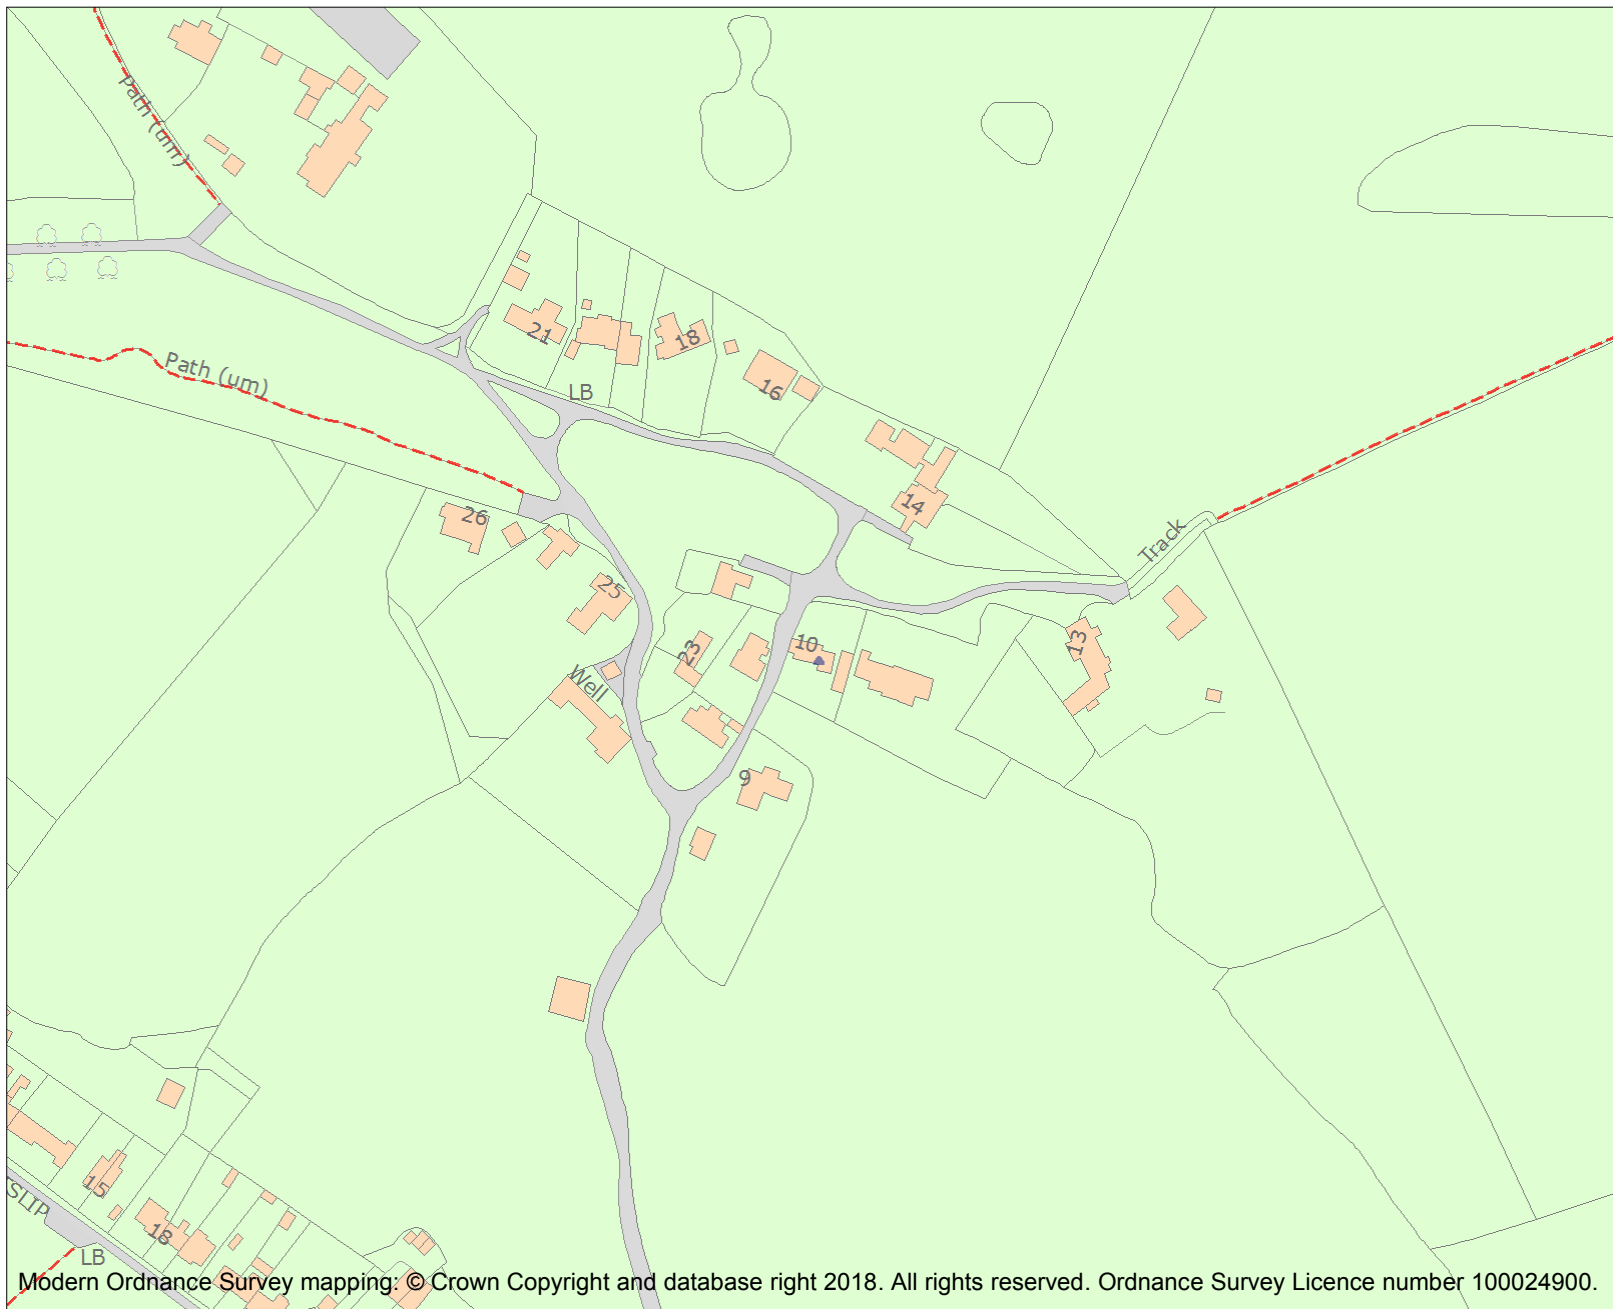 Path (um)
21
18
Path (um)
16
LB
14
26
Track
25
10
13
23
Well
9
15
SLIP
18
LB
Modern Ordnance Survey mapping: © Crown Copyright and database right 2018. All rights reserved. Ordnance Survey Licence number 100024900.